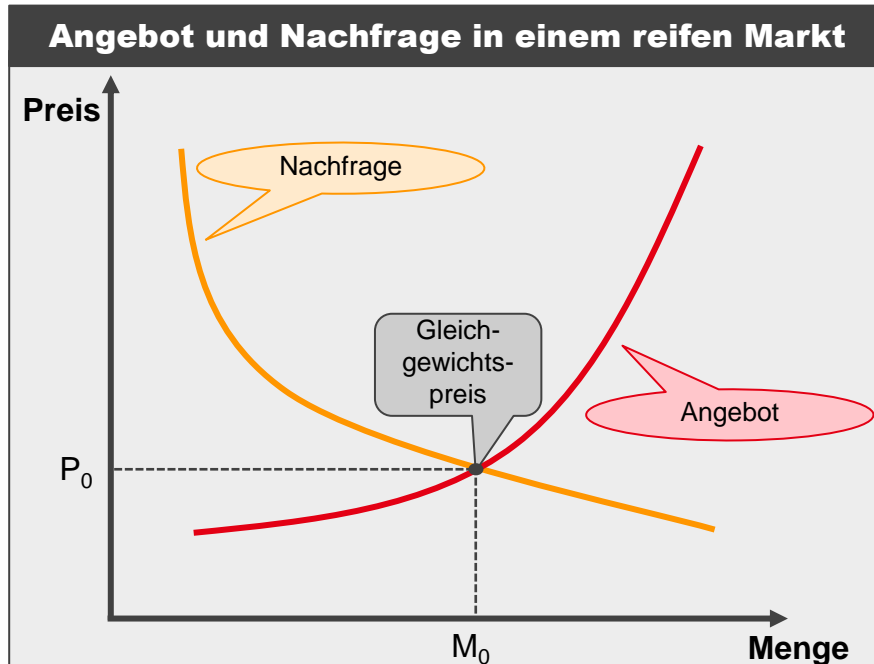 Angebot und Nachfrage in einem reifen Markt
Preis
Nachfrage
Gleich-
gewichts-
preis
Angebot
P₀
M₀
Menge